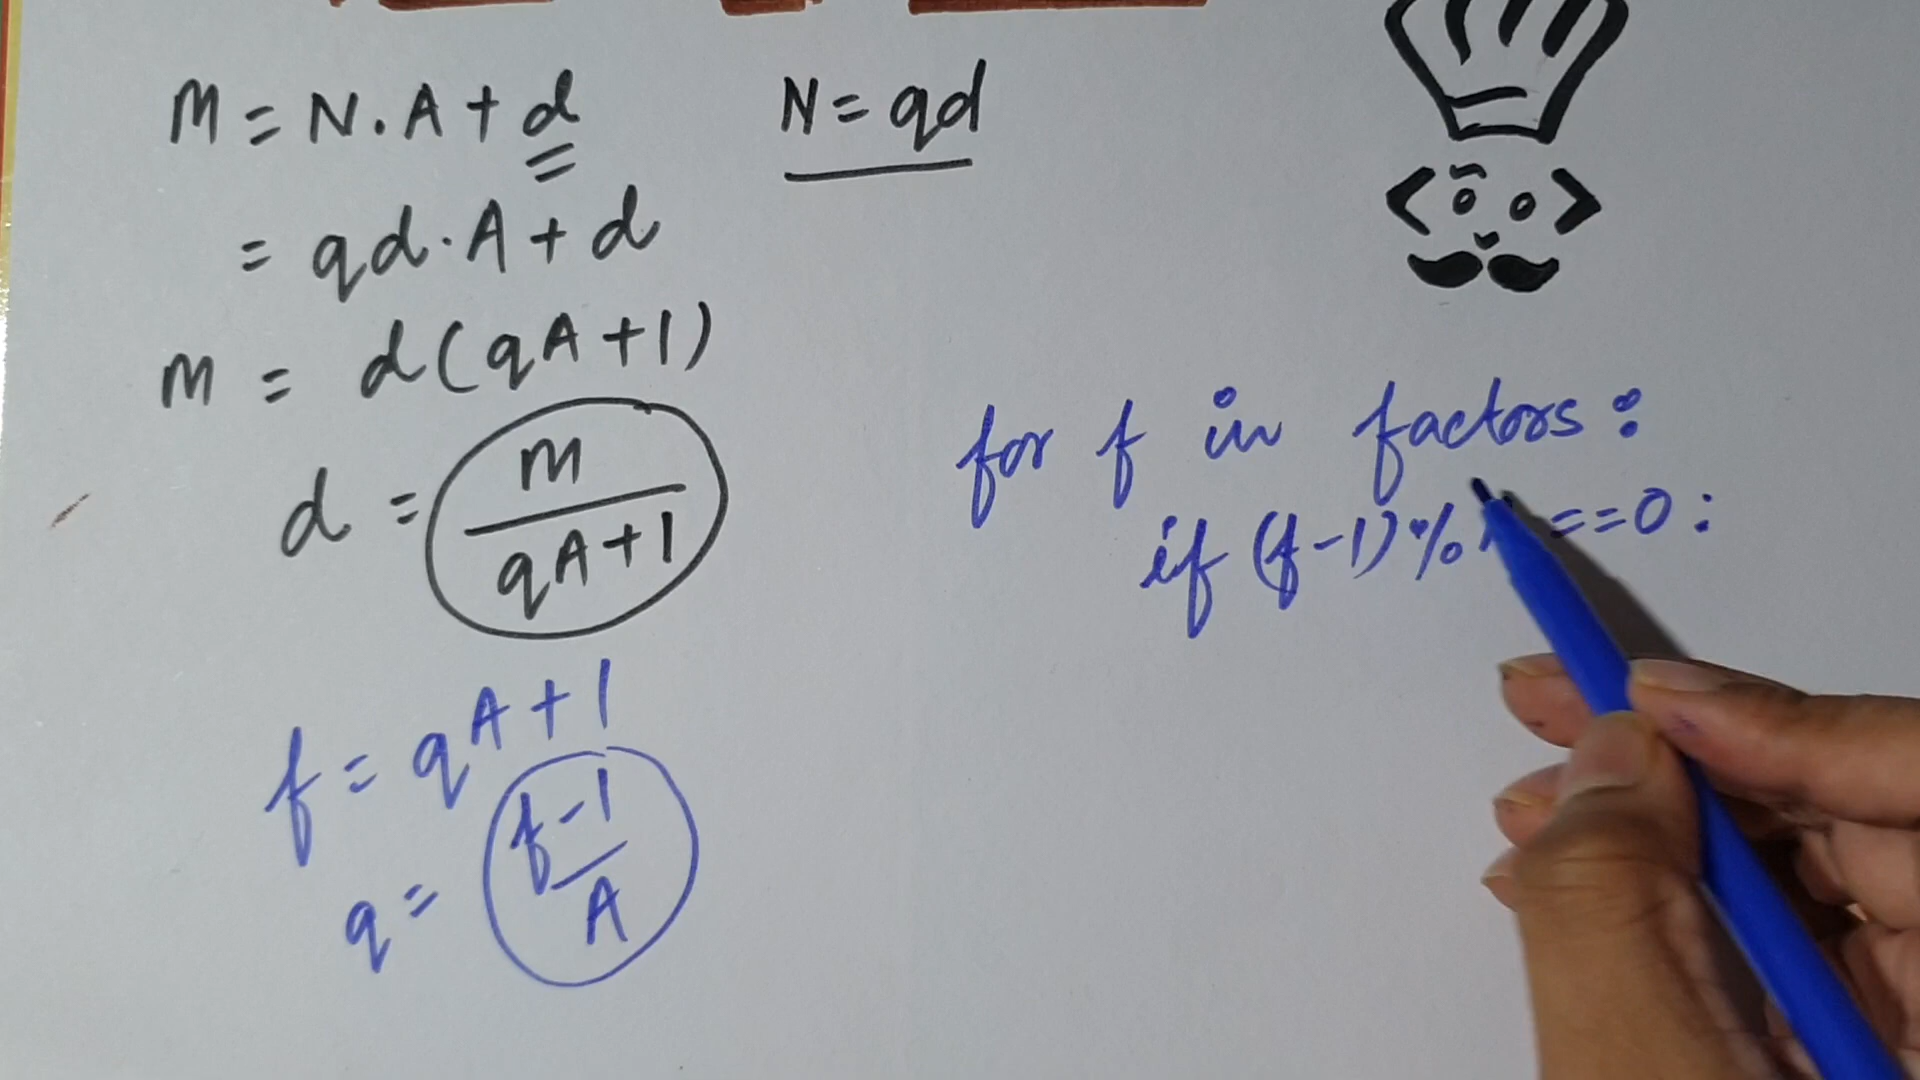 m = N.A + d
N = qd
= qd.A + d
m = d(qA+1)
d = m/(qA+1)
f = qA+1
q = (f-1)/A
for f in factors:
if (f-1)% ==0: